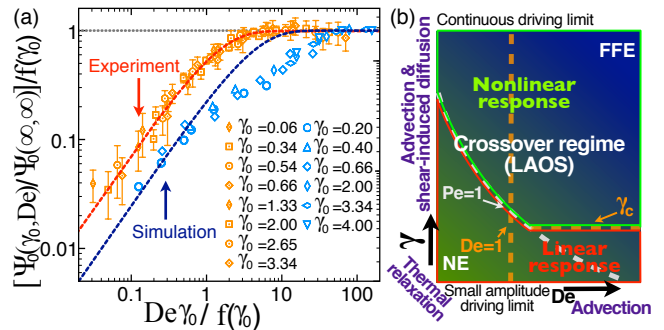 (a)
[Ψ₀(γ₀,De)/Ψ₀(∞,∞)]/f(γ₀)
1
0.1
0.01
Experiment
Simulation
γ₀ =0.06
γ₀ =0.34
γ₀ =0.54
γ₀ =0.66
γ₀ =1.33
γ₀ =2.00
γ₀ =2.65
γ₀ =3.34
γ₀ =0.20
γ₀ =0.40
γ₀ =0.66
γ₀ =2.00
γ₀ =3.34
γ₀ =4.00
0.1 1 10 100
De γ₀ / f(γ₀)
(b)
Continuous driving limit
FFE
Nonlinear
response
Crossover regime
(LAOS)
Pe=1
γc
De=1
Linear
response
NE
Advection &
shear-induced diffusion
γ
Thermal
relaxation
Small amplitude
driving limit
De
Advection